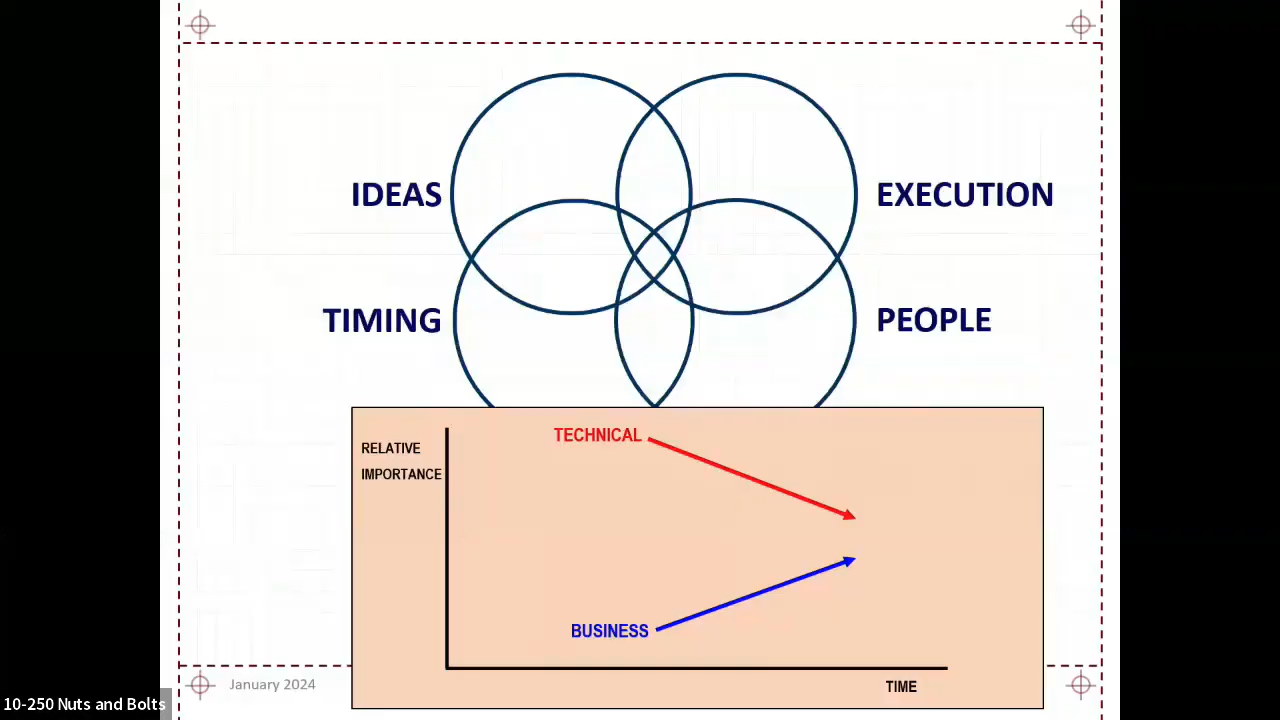 IDEAS
EXECUTION
TIMING
PEOPLE
TECHNICAL
RELATIVE
IMPORTANCE
BUSINESS
TIME
January 2024
10-250 Nuts and Bolts